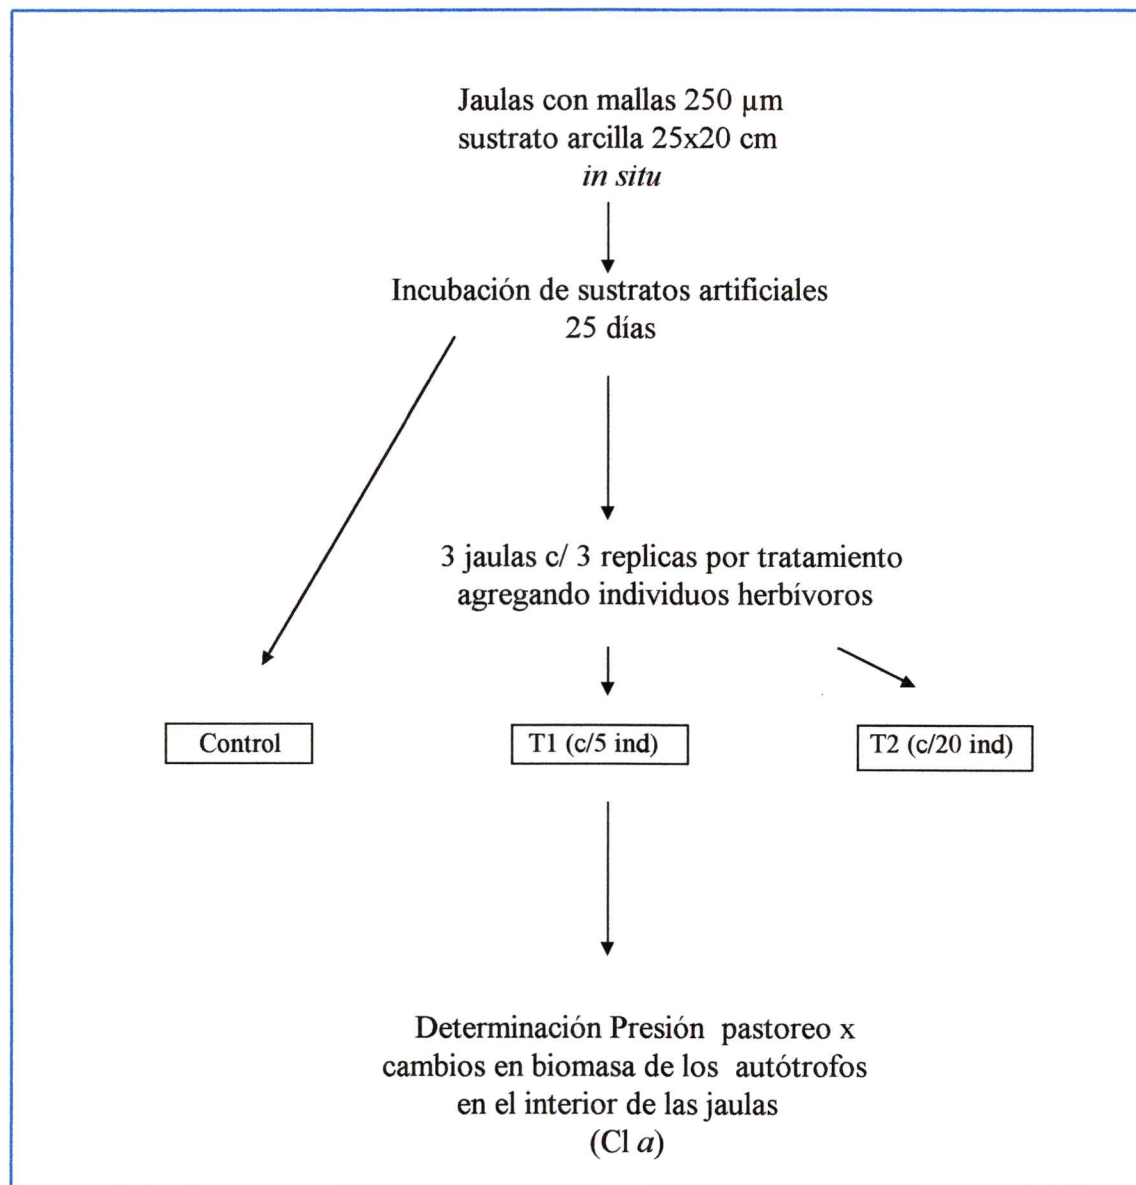 Jaulas con mallas 250 µm
sustrato arcilla 25x20 cm
in situ
Incubación de sustratos artificiales
25 días
3 jaulas c/ 3 replicas por tratamiento
agregando individuos herbívoros
Control
T1 (c/5 ind)
T2 (c/20 ind)
Determinación Presión pastoreo x
cambios en biomasa de los autótrofos
en el interior de las jaulas
(Cl a)